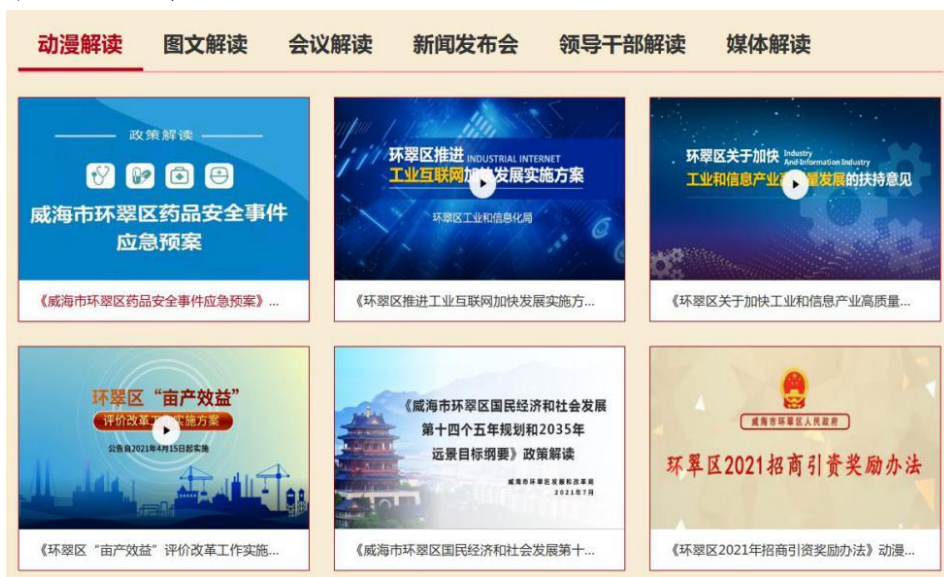 动漫解读 图文解读 会议解读 新闻发布会 领导干部解读 媒体解读
政策解读
威海市环翠区药品安全事件
应急预案
《威海市环翠区药品安全事件应急预案》...
环翠区推进 INDUSTRIAL INTERNET
工业互联网加快发展实施方案
环翠区工业和信息化局
《环翠区推进工业互联网加快发展实施方...
环翠区关于加快 Industry
And Information Industry
工业和信息产业高质量发展的扶持意见
《环翠区关于加快工业和信息产业高质量...
环翠区“亩产效益”
评价改革工作实施方案
公告自2021年4月15日起实施
《环翠区“亩产效益”评价改革工作实施...
《威海市环翠区国民经济和社会发展
第十四个五年规划和2035年
远景目标纲要》政策解读
威海市环翠区发展和改革局
2021年7月
《威海市环翠区国民经济和社会发展第十...
威海市环翠区人民政府
环翠区2021招商引资奖励办法
《环翠区2021年招商引资奖励办法》动漫...